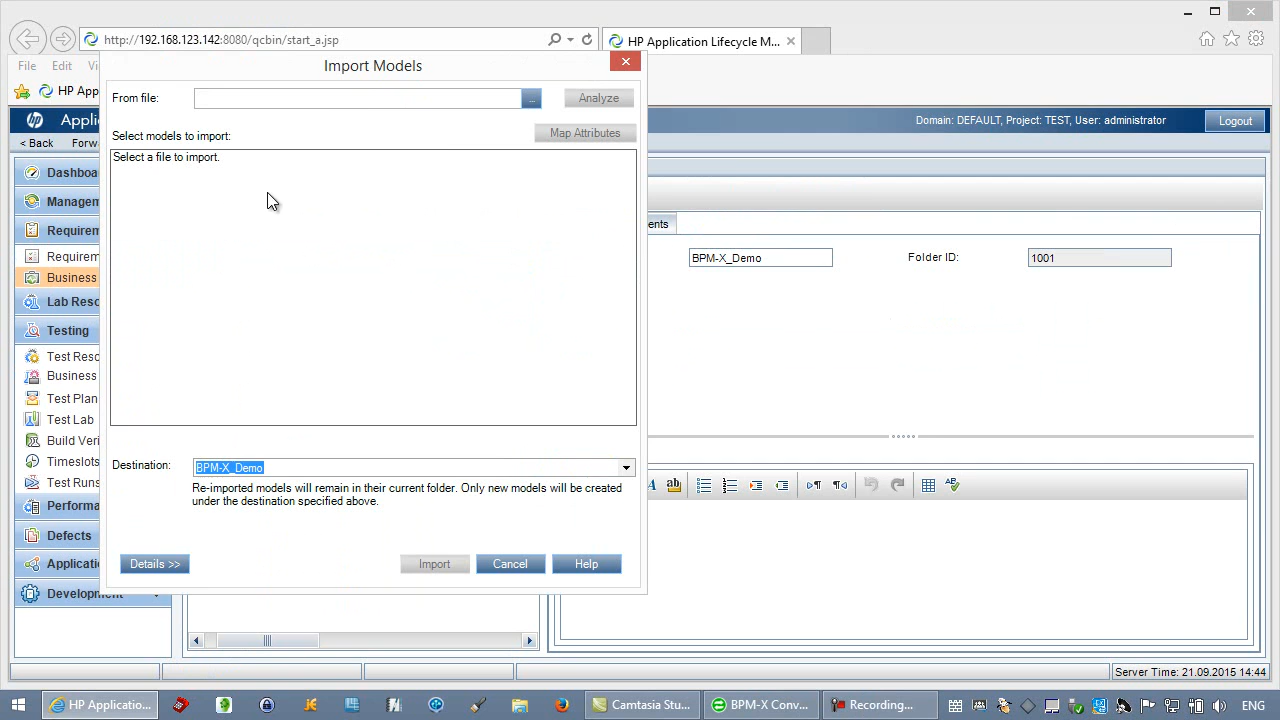 http://192.168.123.142:8080/qcbin/start_a.jsp
HP Application Lifecycle M...
File Edit
HP App
Import Models
From file:
...
Analyze
Select models to import:
Map Attributes
Select a file to import.
Destination:
BPM-X_Demo
Re-imported models will remain in their current folder. Only new models will be created
under the destination specified above.
Details >>
Import
Cancel
Help
hp
Domain: DEFAULT, Project: TEST, User: administrator
Logout
< Back
Dashboa
Managem
Requirem
Requirem
Business
Lab Reso
Testing
Test Reso
Business
Test Plan
Test Lab
Build Veri
Timeslots
Test Runs
Performa
Defects
Applicatio
Development
ents
BPM-X_Demo
Folder ID:
1001
A
ab
Server Time: 21.09.2015 14:44
HP Applicatio...
Camtasia Stu...
BPM-X Conv...
Recording...
ENG